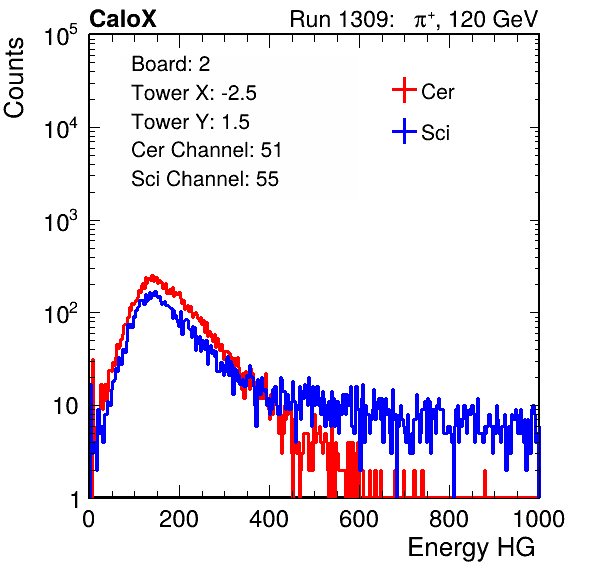 CaloX Run 1309: π⁺, 120 GeV
Counts
10⁵
10⁴
10³
10²
10
1
Board: 2
Tower X: -2.5
Tower Y: 1.5
Cer Channel: 51
Sci Channel: 55
Cer
Sci
0 200 400 600 800 1000
Energy HG